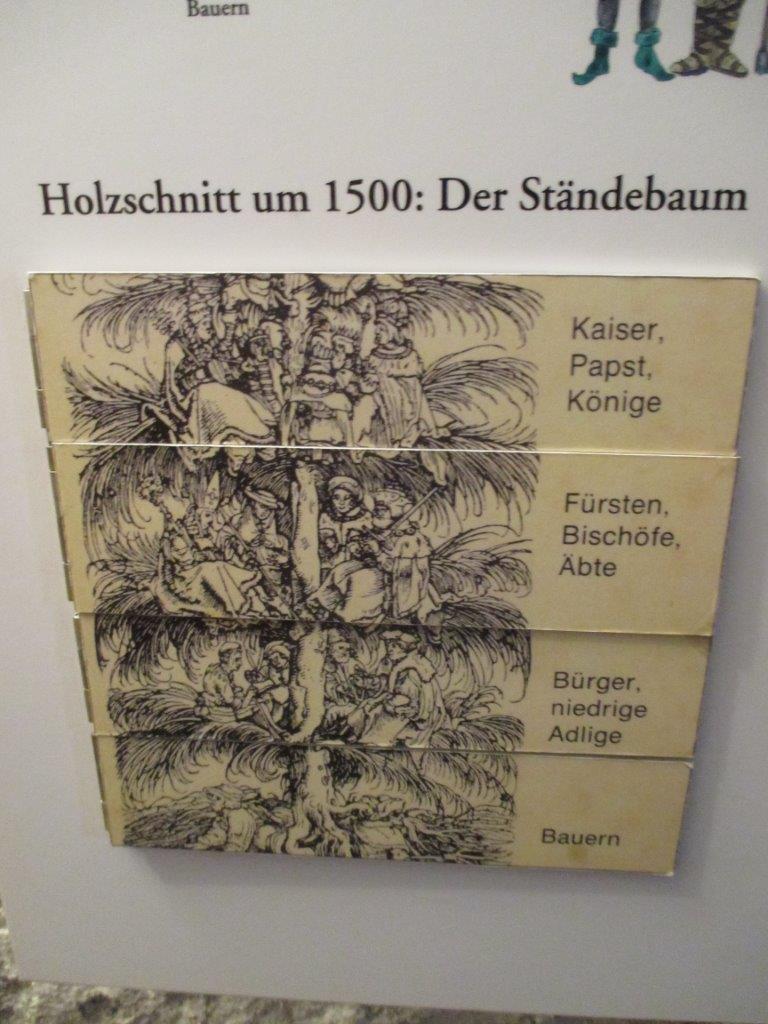 Bauern
Holzschnitt um 1500: Der Ständebaum
Kaiser,
Papst,
Könige
Fürsten,
Bischöfe,
Äbte
Bürger,
niedrige
Adlige
Bauern